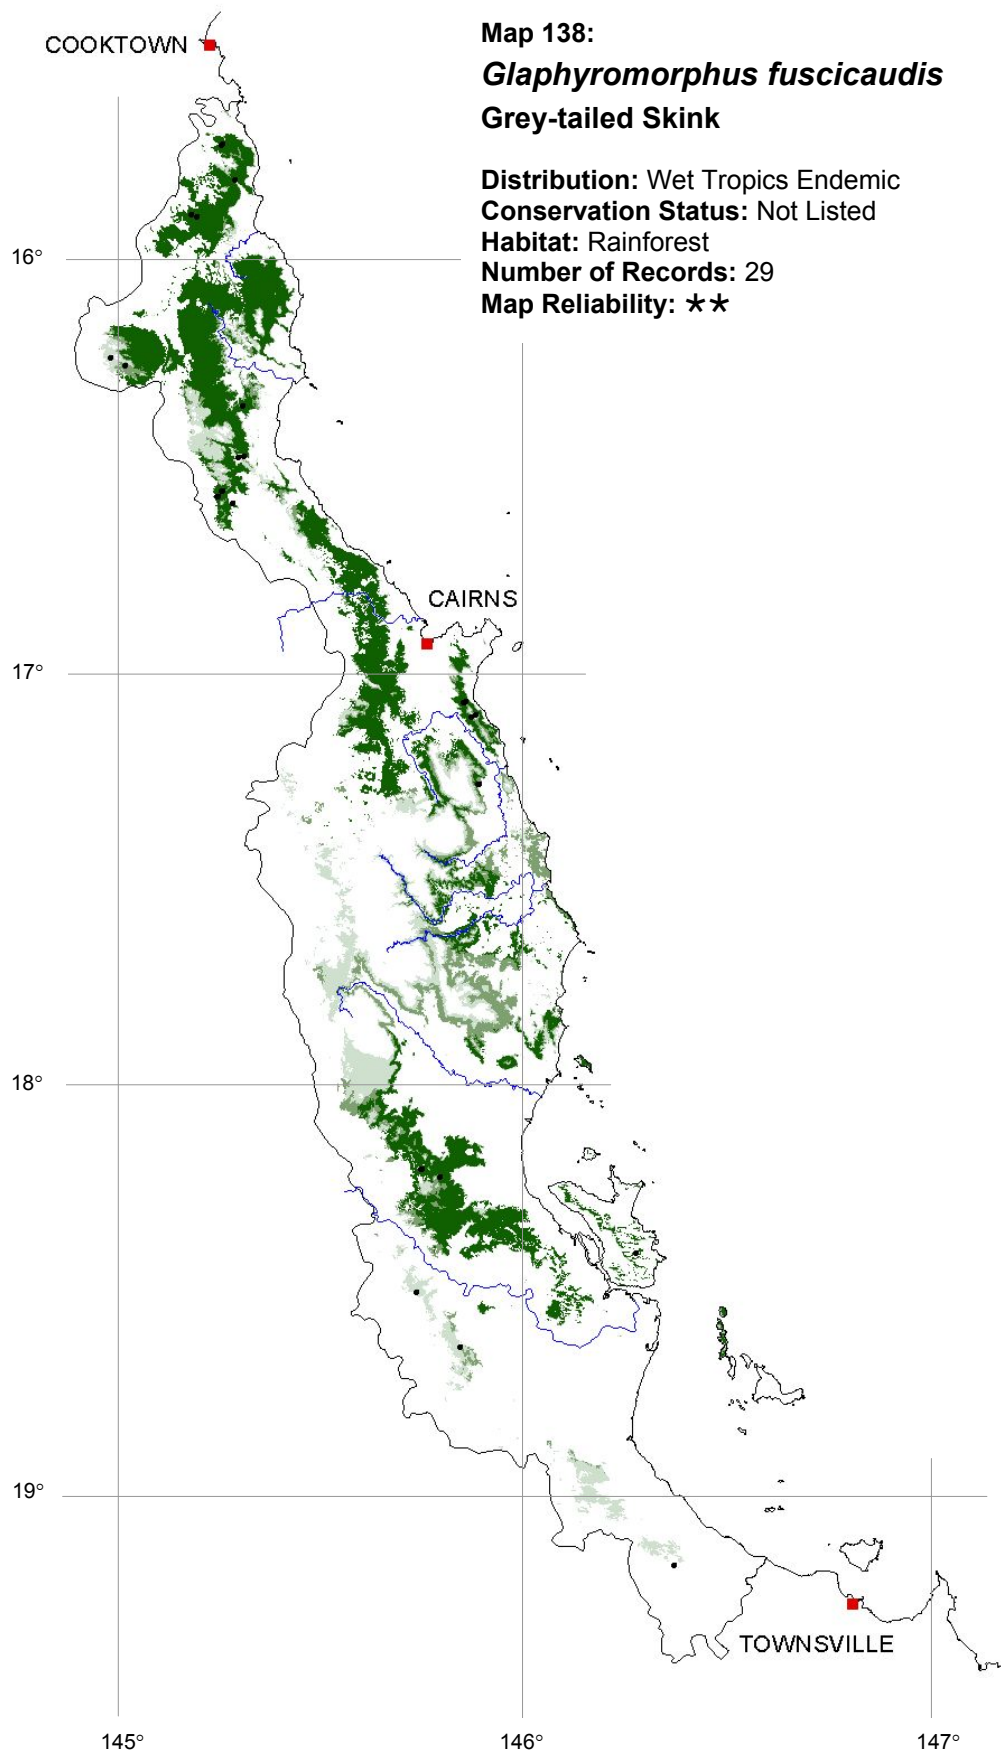 Map 138:
Glaphyromorphus fuscicaudis
Grey-tailed Skink
Distribution: Wet Tropics Endemic
Conservation Status: Not Listed
Habitat: Rainforest
Number of Records: 29
Map Reliability: **
COOKTOWN
16°
CAIRNS
17°
18°
19°
TOWNSVILLE
145°
146°
147°